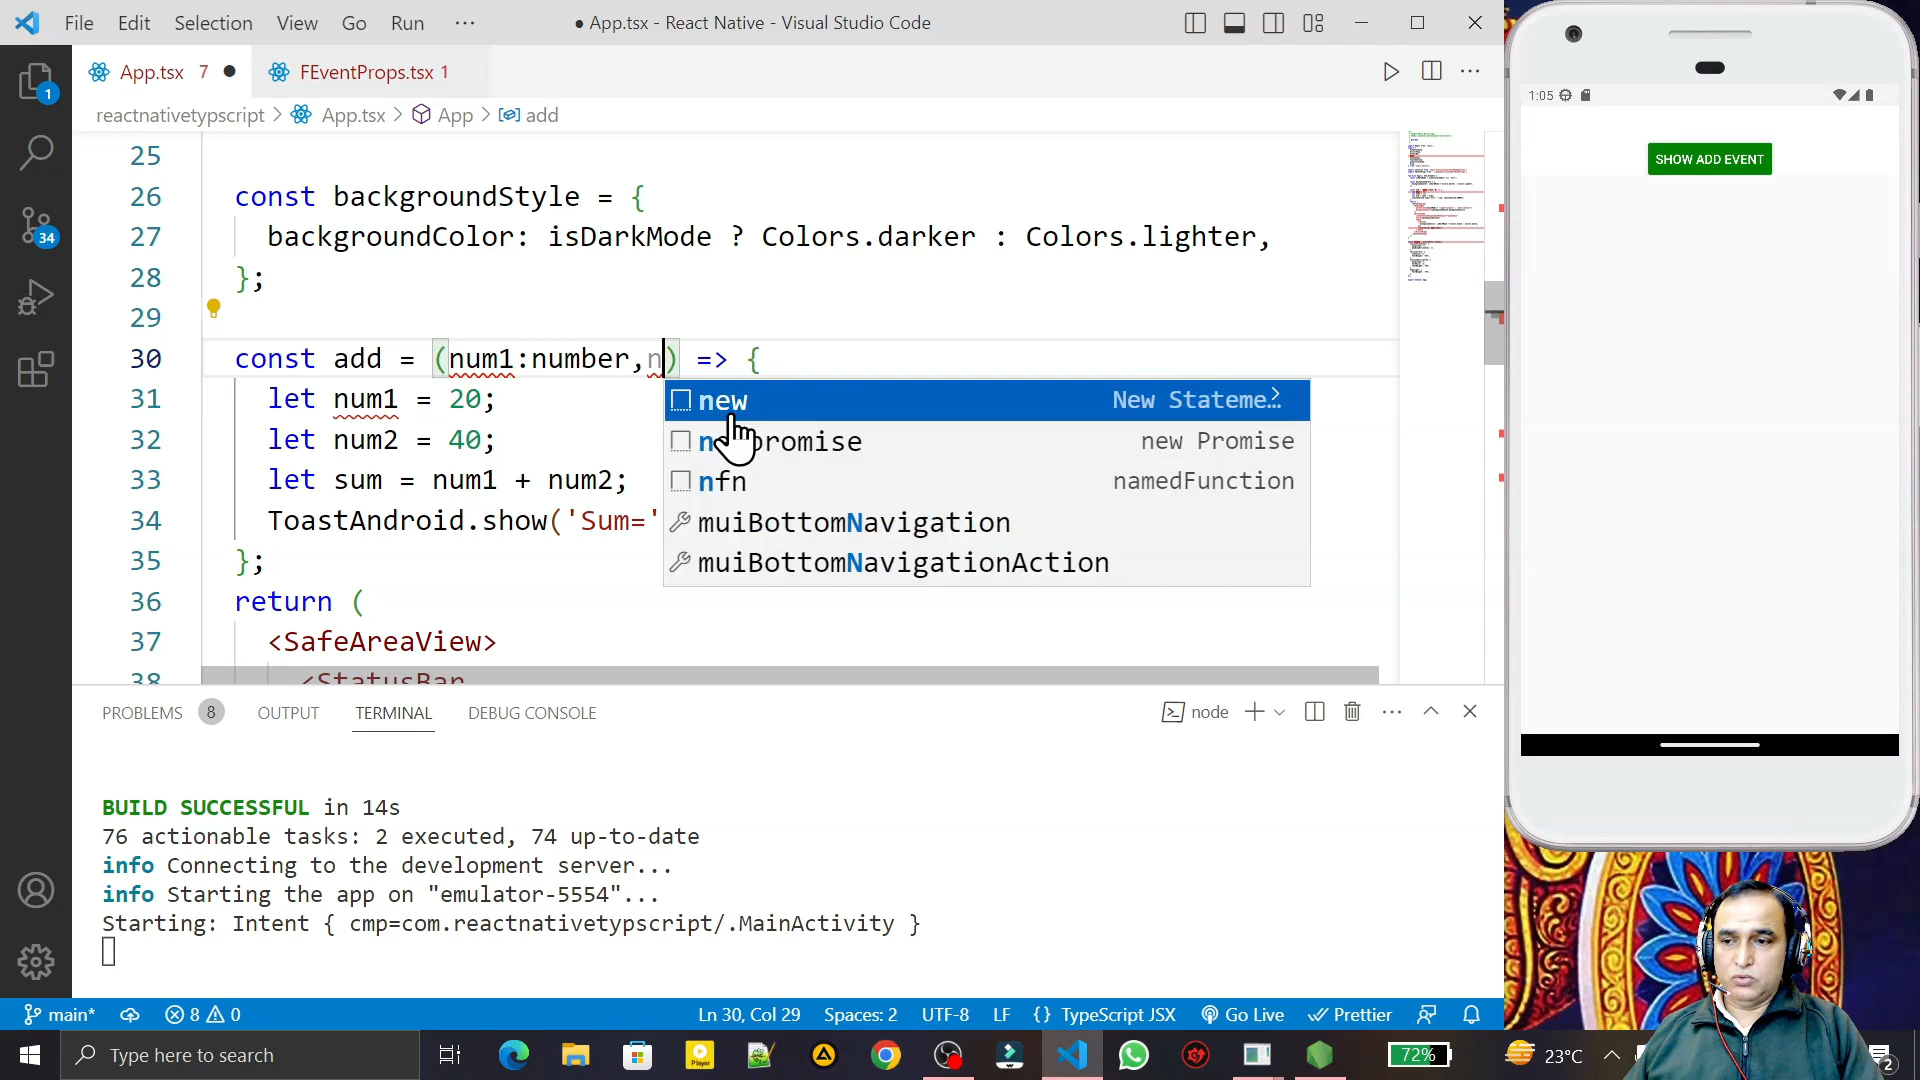 File Edit Selection View Go Run ··· ● App.tsx - React Native - Visual Studio Code
App.tsx 7 ● FEventProps.tsx 1
reactnativetypscript > App.tsx > App > add
25
26 const backgroundStyle = {
27 backgroundColor: isDarkMode ? Colors.darker : Colors.lighter,
28 };
29
30 const add = (num1:number,n) => {
31 let num1 = 20;
32 let num2 = 40;
33 let sum = num1 + num2;
34 ToastAndroid.show('Sum='
35 };
36 return (
37 <SafeAreaView>
38 <StatusBar
new New Stateme…
promise new Promise
nfn namedFunction
muiBottomNavigation
muiBottomNavigationAction
PROBLEMS 8 OUTPUT TERMINAL DEBUG CONSOLE node
BUILD SUCCESSFUL in 14s
76 actionable tasks: 2 executed, 74 up-to-date
info Connecting to the development server...
info Starting the app on "emulator-5554"...
Starting: Intent { cmp=com.reactnativetypscript/.MainActivity }
1
34
main* 8 0 Ln 30, Col 29 Spaces: 2 UTF-8 LF {} TypeScript JSX Go Live Prettier
Type here to search 72% 23°C 2
1:05
SHOW ADD EVENT